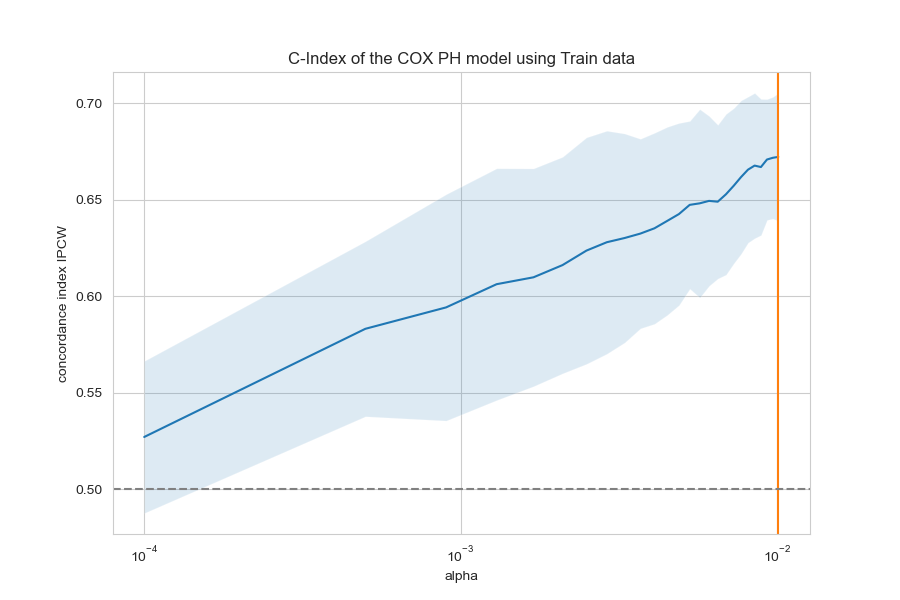 C-Index of the COX PH model using Train data
concordance index IPCW
0.70
0.65
0.60
0.55
0.50
10⁻⁴
10⁻³
10⁻²
alpha